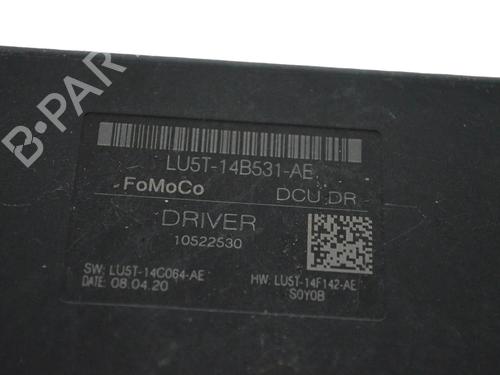 B-PARTS
LU5T-14B531-AE
FoMoCo DCU DR
DRIVER
10522530
SW: LU5T-14C064-AE
DATE: 08.04.20
HW: LU5T-14F142-AE
S0Y0B